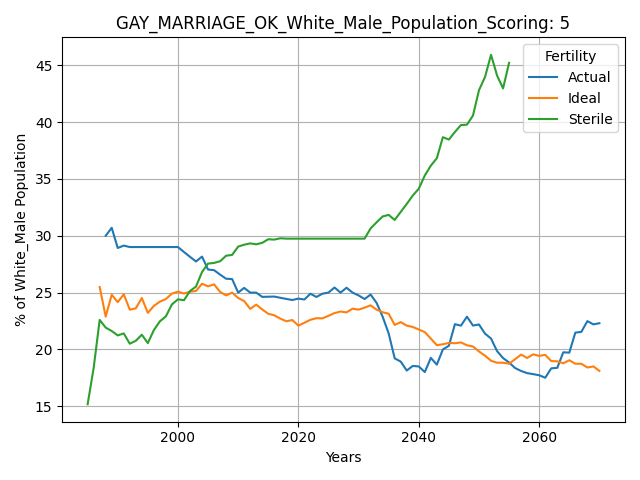 GAY_MARRIAGE_OK_White_Male_Population_Scoring: 5
Fertility
Actual
Ideal
Sterile
% of White_Male Population
45
40
35
30
25
20
15
2000
2020
2040
2060
Years